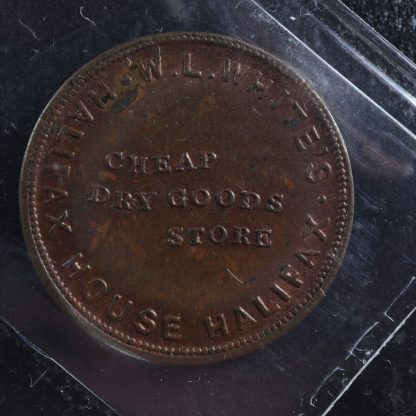 W.L.WHITE'S.
HALIFAX HOUSE HALIFAX
CHEAP
DRY GOODS
STORE